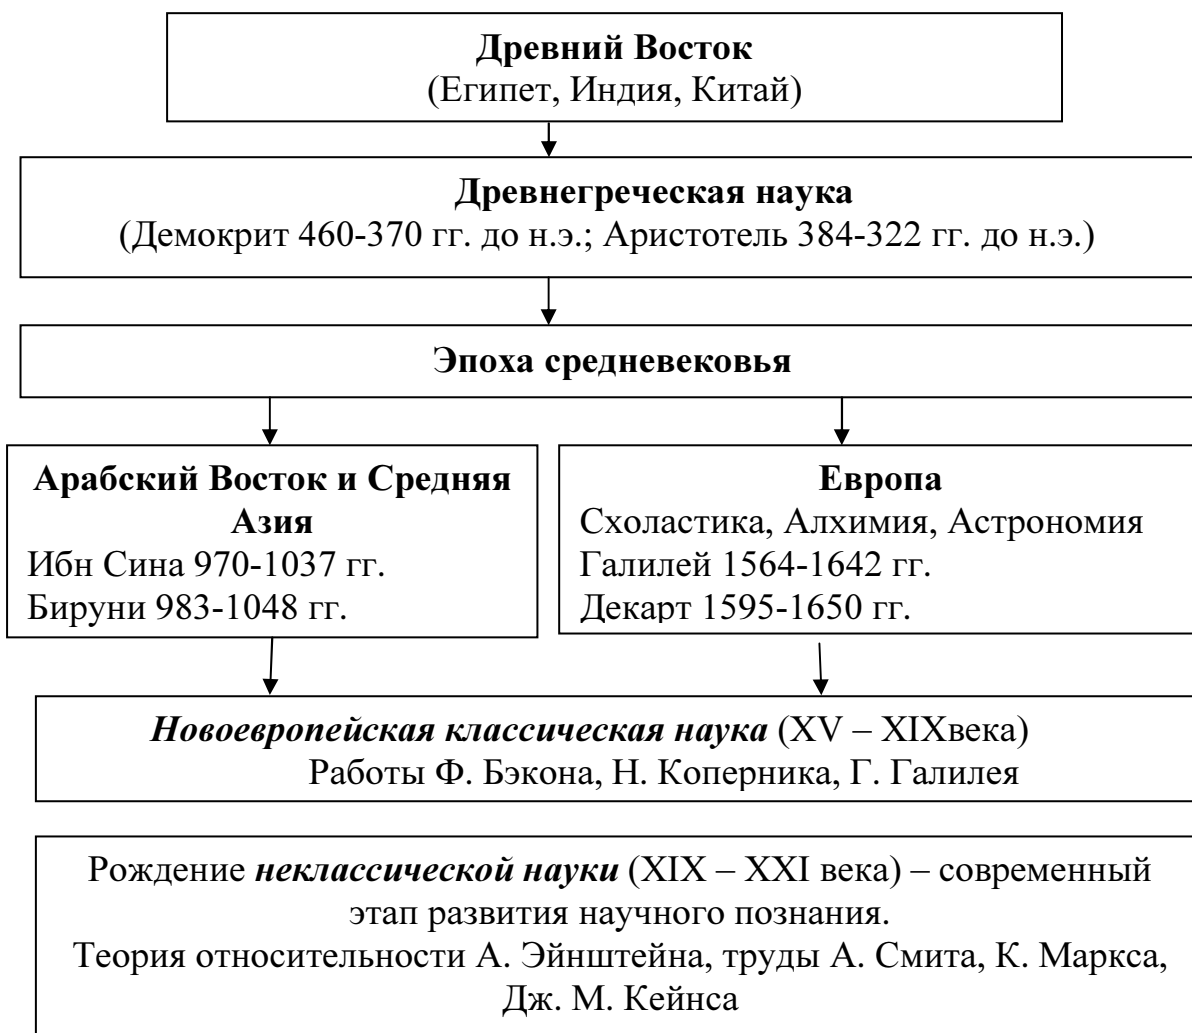 Древний Восток
(Египет, Индия, Китай)
Древнегреческая наука
(Демокрит 460-370 гг. до н.э.; Аристотель 384-322 гг. до н.э.)
Эпоха средневековья
Арабский Восток и Средняя
Азия
Ибн Сина 970-1037 гг.
Бируни 983-1048 гг.
Европа
Схоластика, Алхимия, Астрономия
Галилей 1564-1642 гг.
Декарт 1595-1650 гг.
Новоевропейская классическая наука (XV – XIXвека)
Работы Ф. Бэкона, Н. Коперника, Г. Галилея
Рождение неклассической науки (XIX – XXI века) – современный
этап развития научного познания.
Теория относительности А. Эйнштейна, труды А. Смита, К. Маркса,
Дж. М. Кейнса